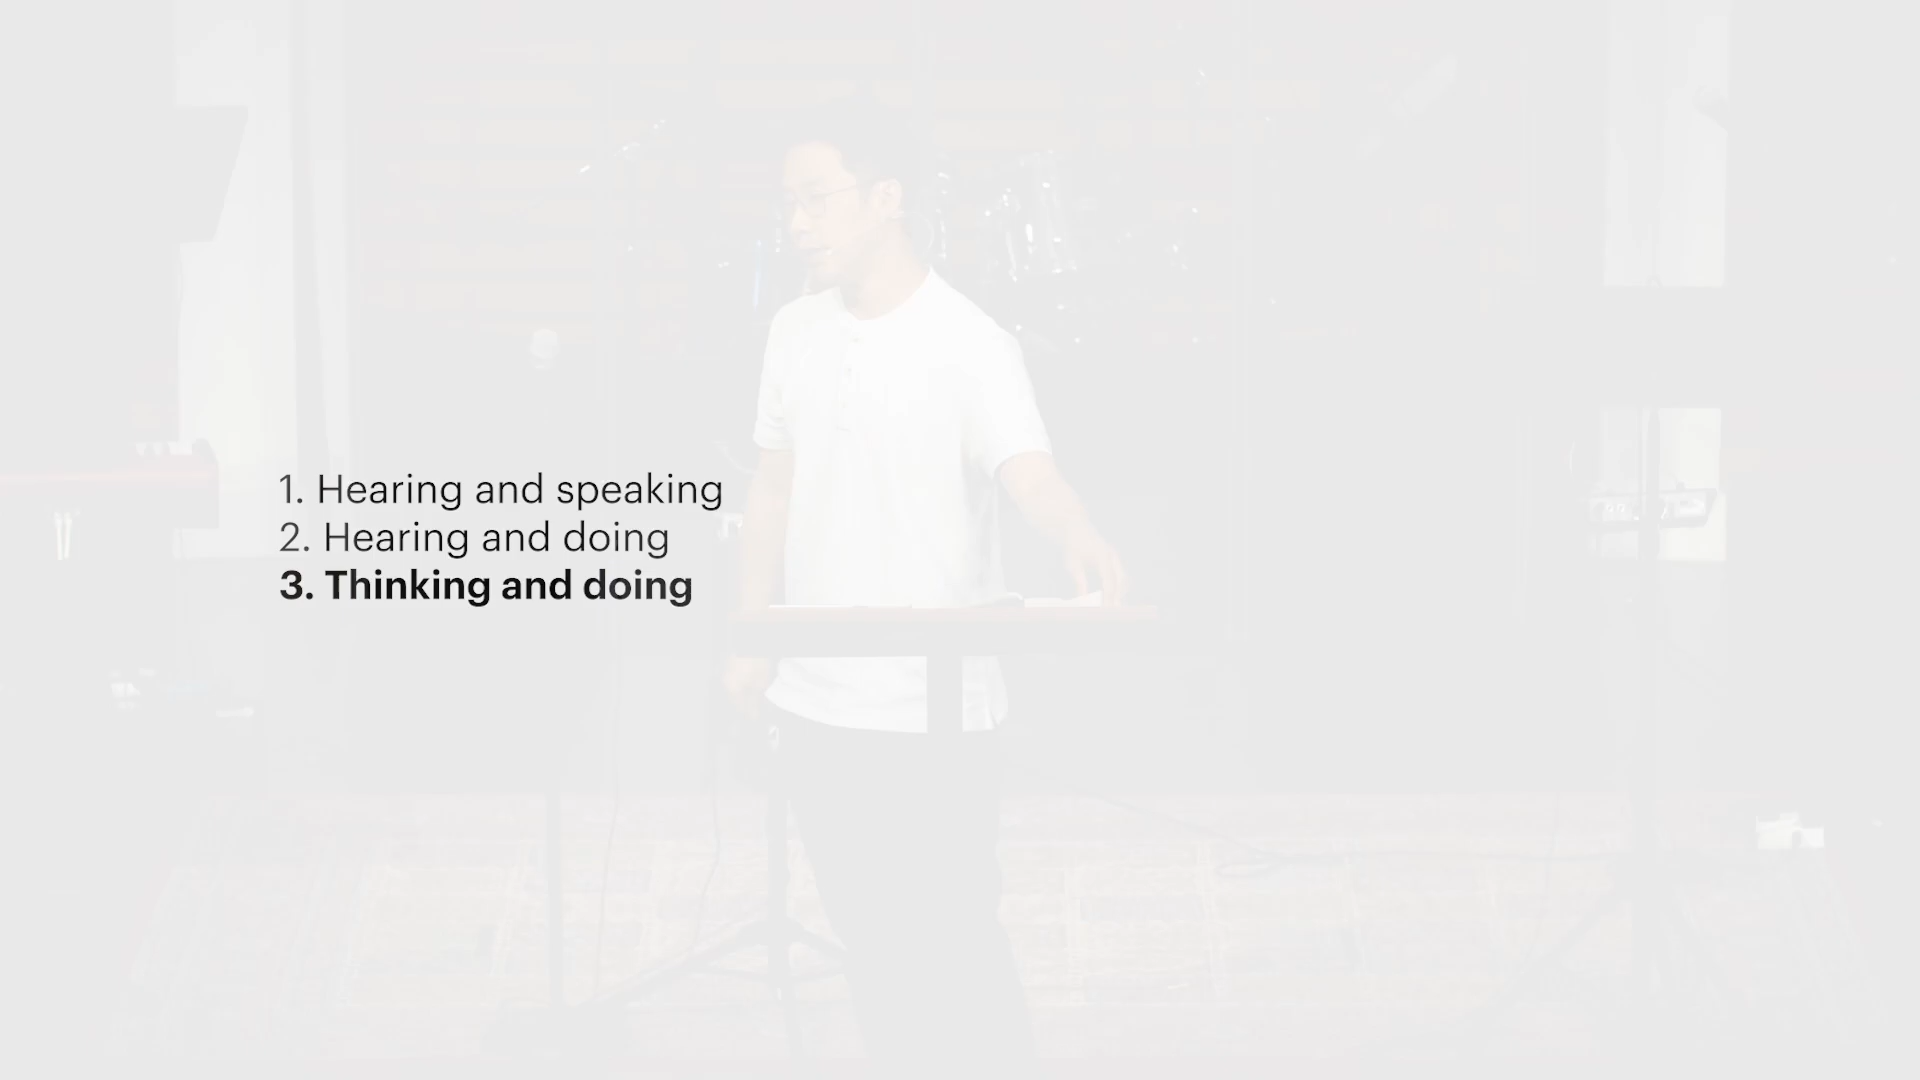 1. Hearing and speaking
2. Hearing and doing
3. Thinking and doing